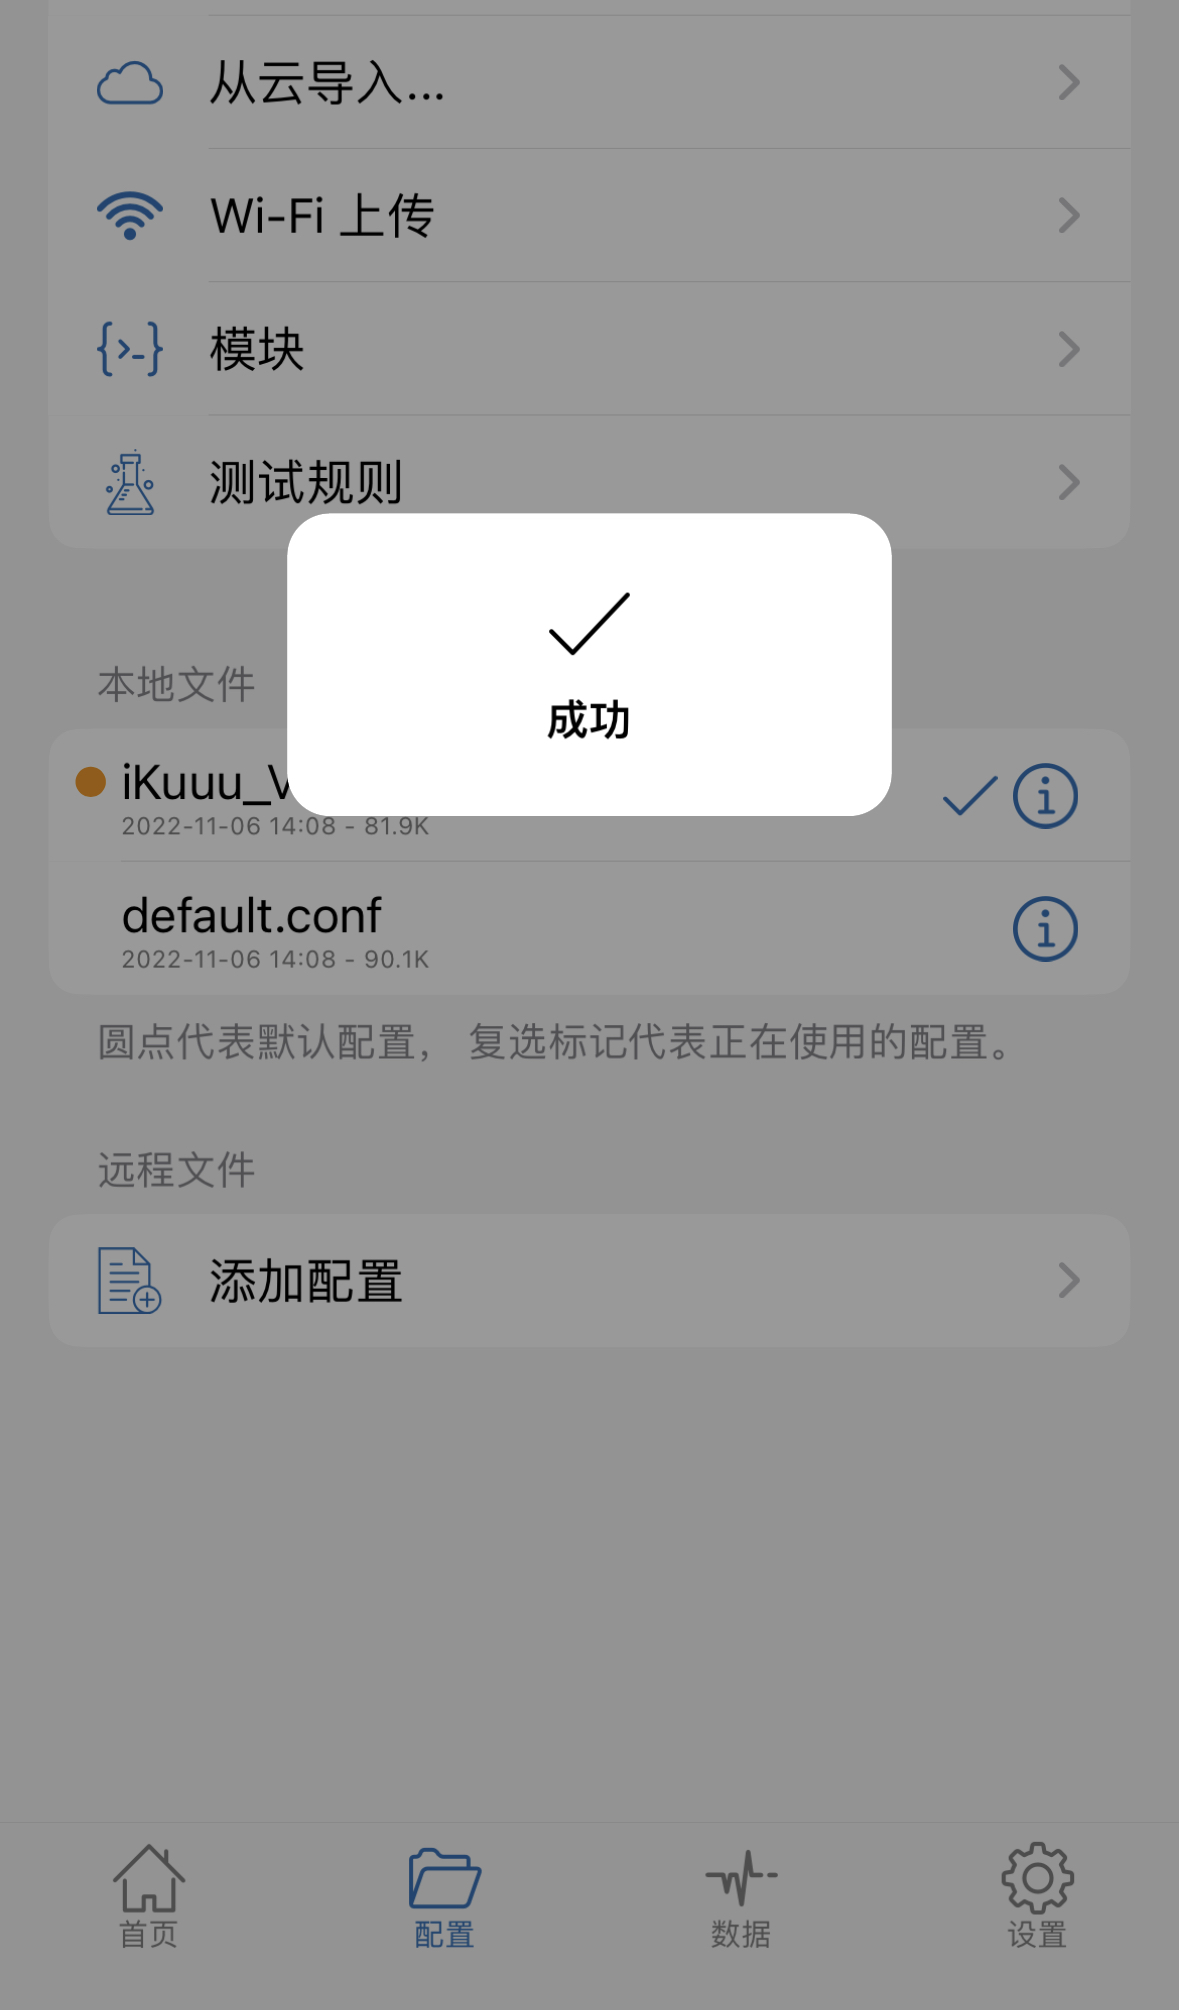 从云导入...
Wi-Fi 上传
模块
测试规则
成功
本地文件
2022-11-06 14:08 - 81.9K
default.conf
2022-11-06 14:08 - 90.1K
圆点代表默认配置， 复选标记代表正在使用的配置。
远程文件
添加配置
首页
配置
数据
设置